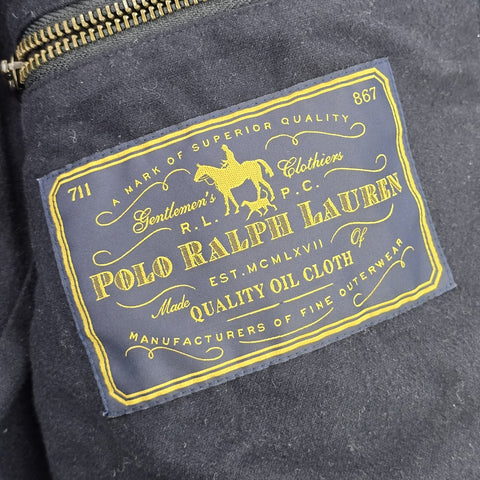 711
867
A MARK OF SUPERIOR QUALITY
Gentlemen's Clothiers
R.L. P.C.
POLO RALPH LAUREN
EST. MCMLXVII
Made Of
QUALITY OIL CLOTH
MANUFACTURERS OF FINE OUTERWEAR